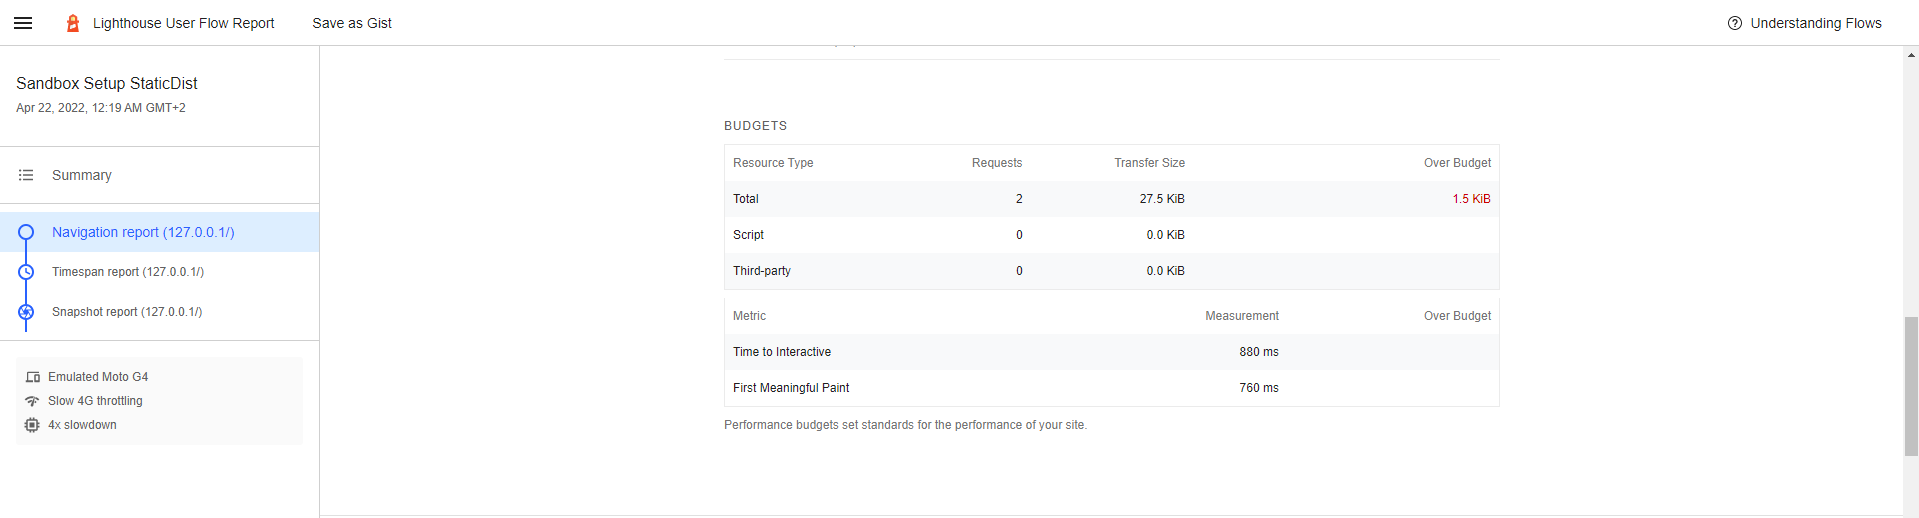 Lighthouse User Flow Report
Save as Gist
Understanding Flows
Sandbox Setup StaticDist
Apr 22, 2022, 12:19 AM GMT+2
Summary
Navigation report (127.0.0.1/)
Timespan report (127.0.0.1/)
Snapshot report (127.0.0.1/)
Emulated Moto G4
Slow 4G throttling
4x slowdown
BUDGETS
Resource Type Requests Transfer Size Over Budget
Total 2 27.5 KiB 1.5 KiB
Script 0 0.0 KiB
Third-party 0 0.0 KiB
Metric Measurement Over Budget
Time to Interactive 880 ms
First Meaningful Paint 760 ms
Performance budgets set standards for the performance of your site.